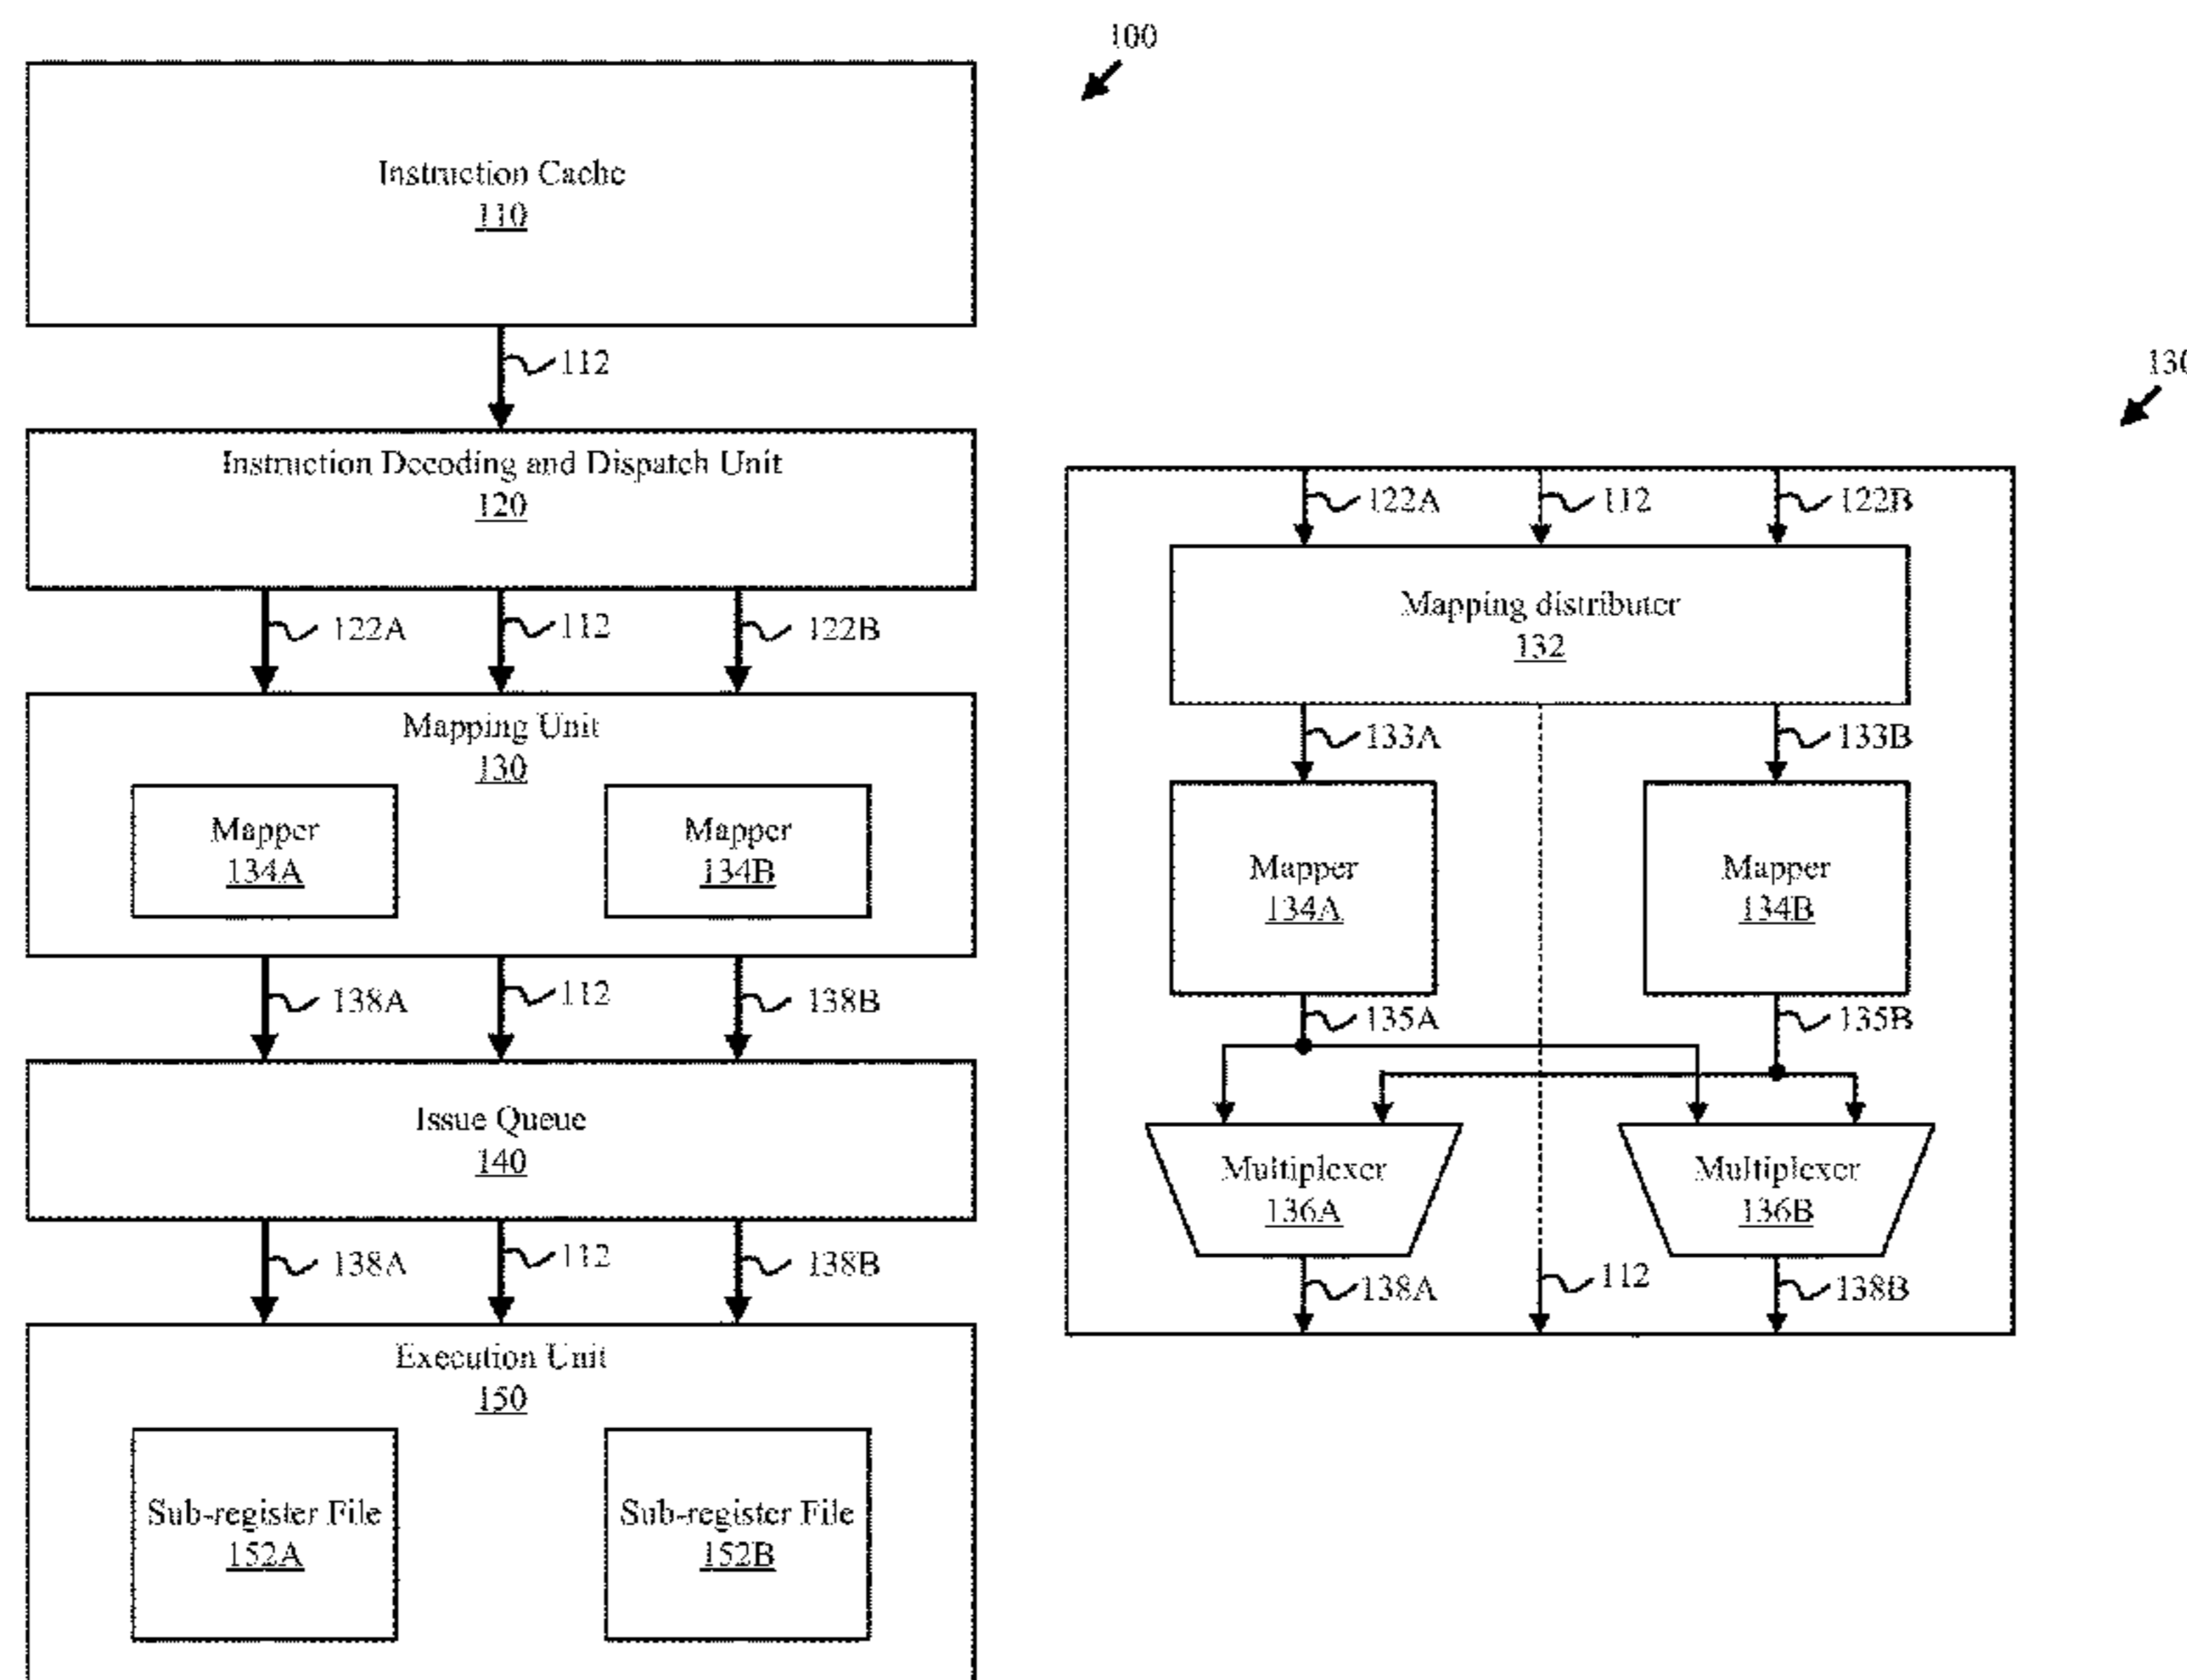 100
Instruction Cache
110
112
Instruction Decoding and Dispatch Unit
120
122A
112
122B
Mapping Unit
130
Mapper
134A
Mapper
134B
138A
112
138B
Issue Queue
140
138A
112
138B
Execution Unit
150
Sub-register File
152A
Sub-register File
152B
130
122A
112
122B
Mapping distributer
132
133A
133B
Mapper
134A
Mapper
134B
135A
135B
Multiplexer
136A
Multiplexer
136B
138A
112
138B